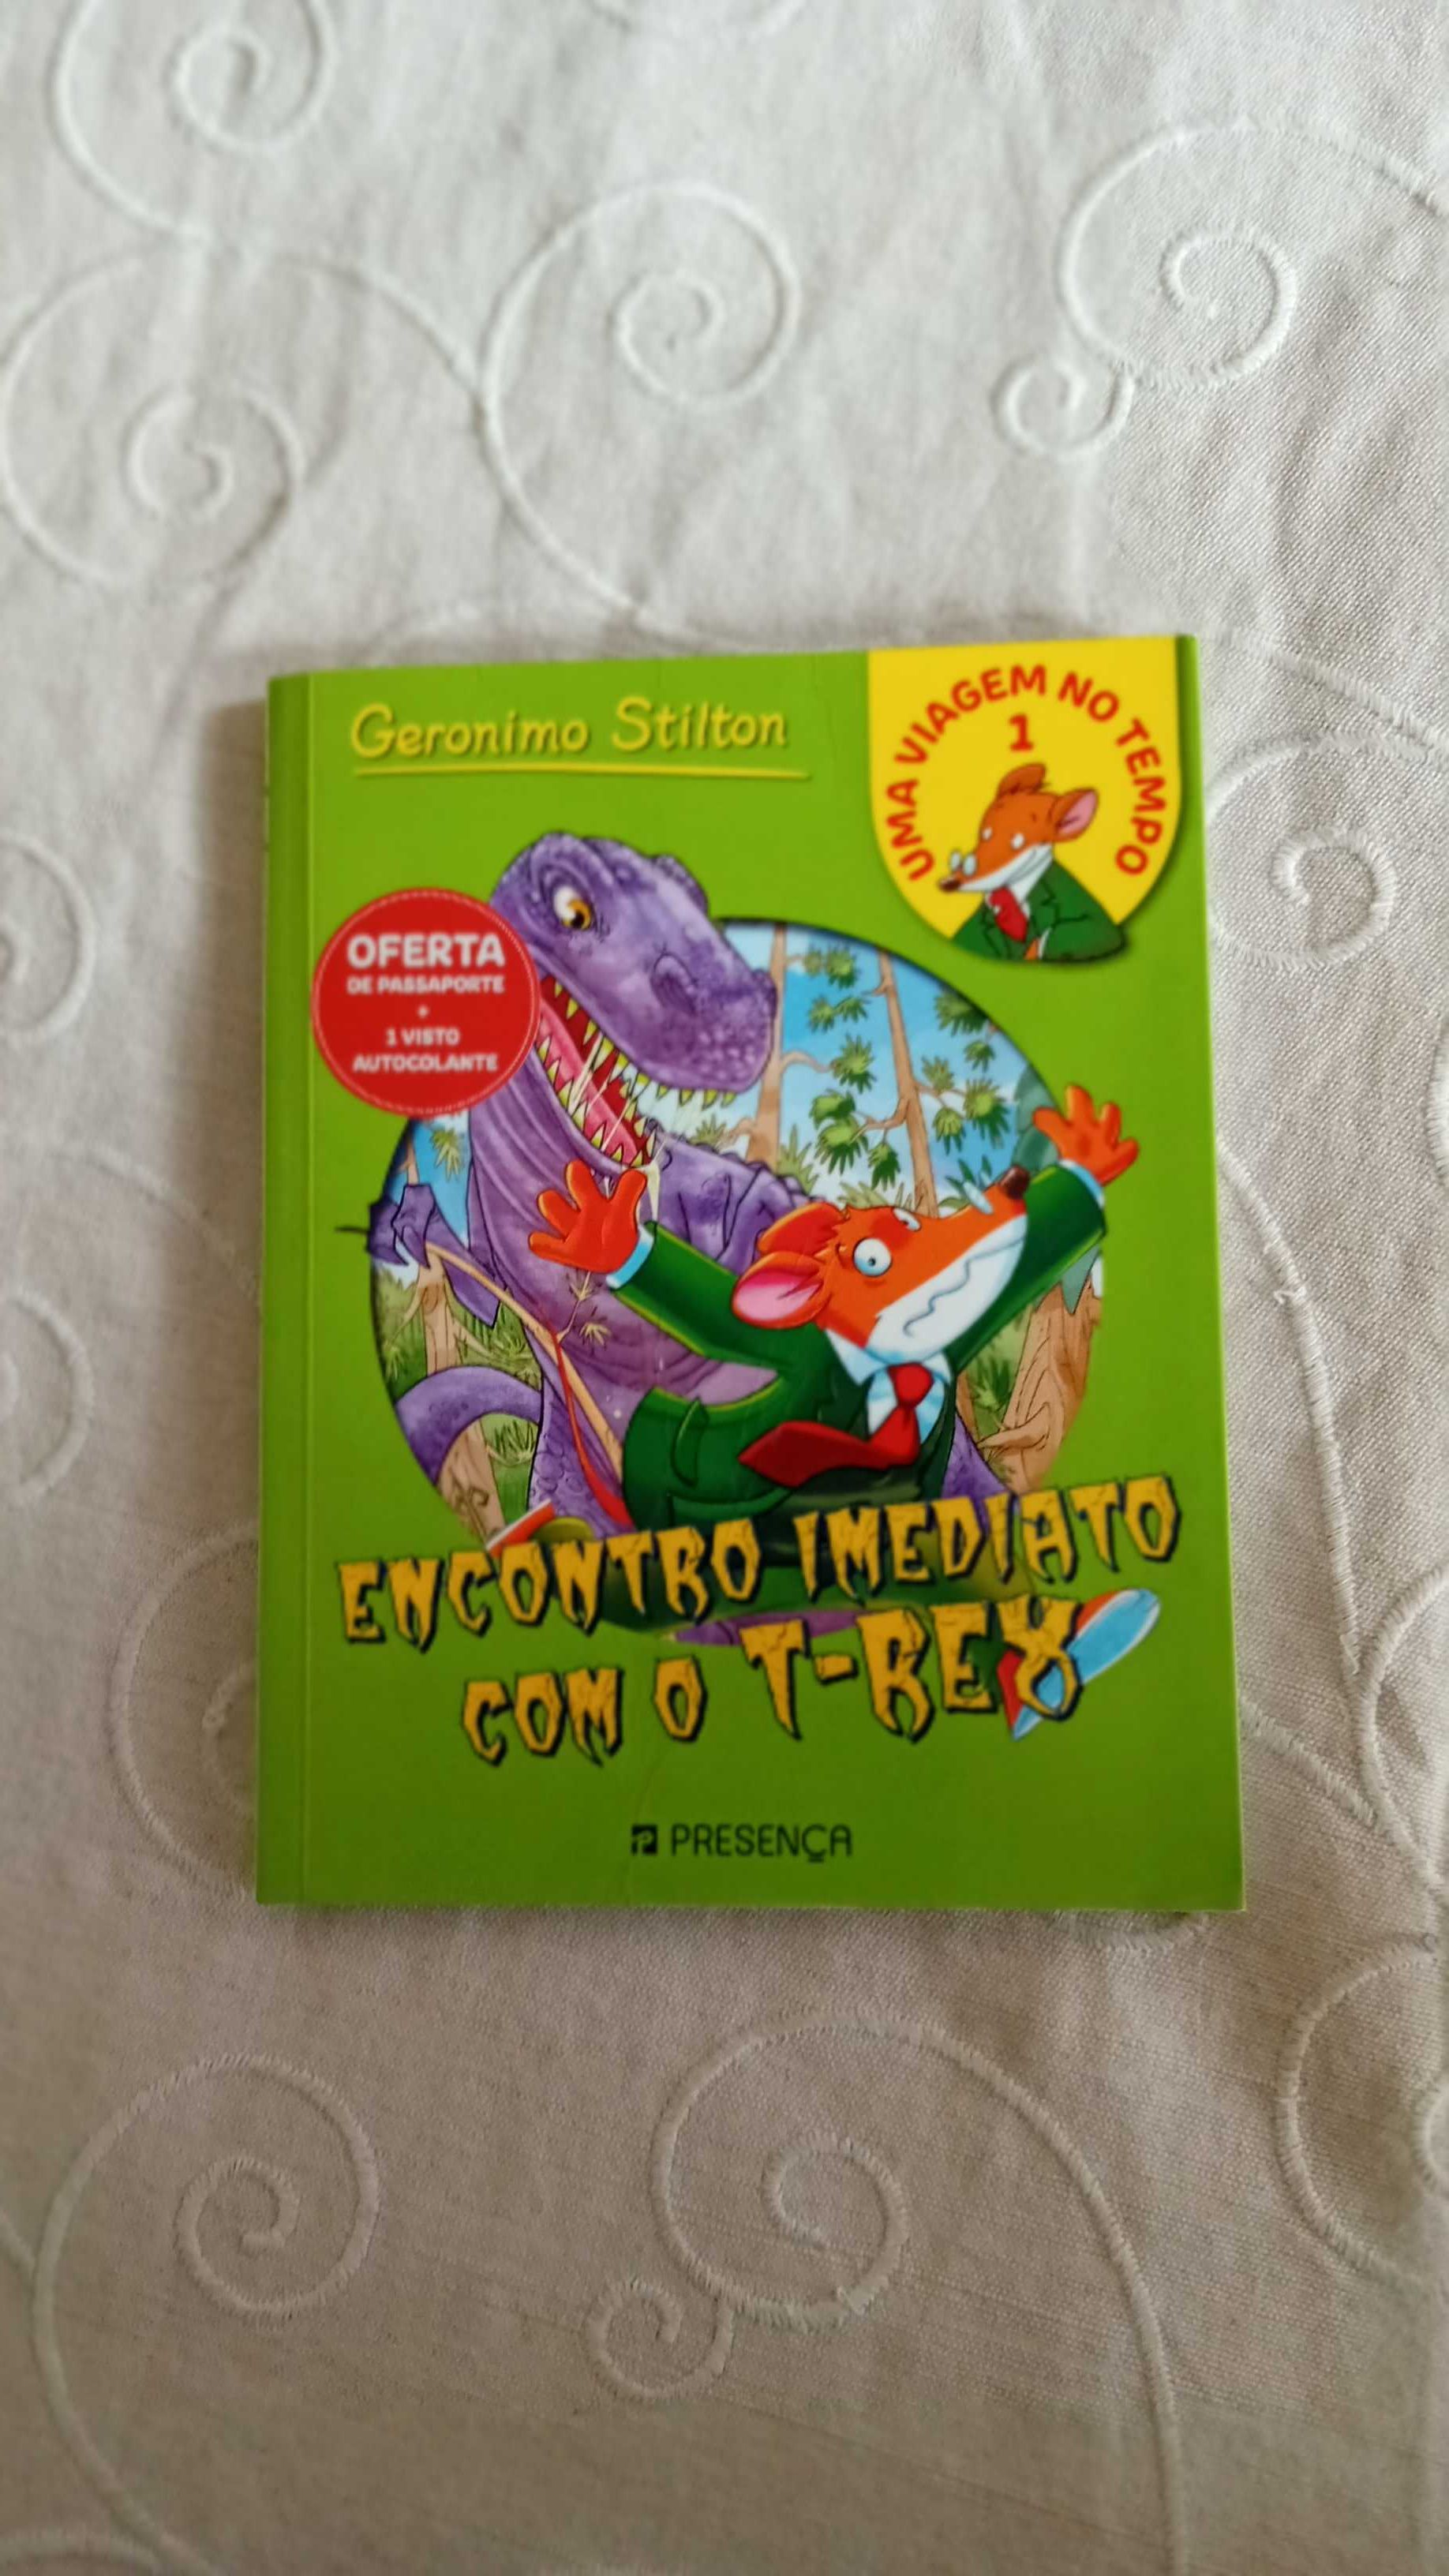 Geronimo Stilton
UMA VIAGEM NO TEMPO
1
OFERTA
DE PASSAPORTE
+
1 VISTO
AUTOCOLANTE
ENCONTRO IMEDIATO
COM O T-REX
PRESENÇA